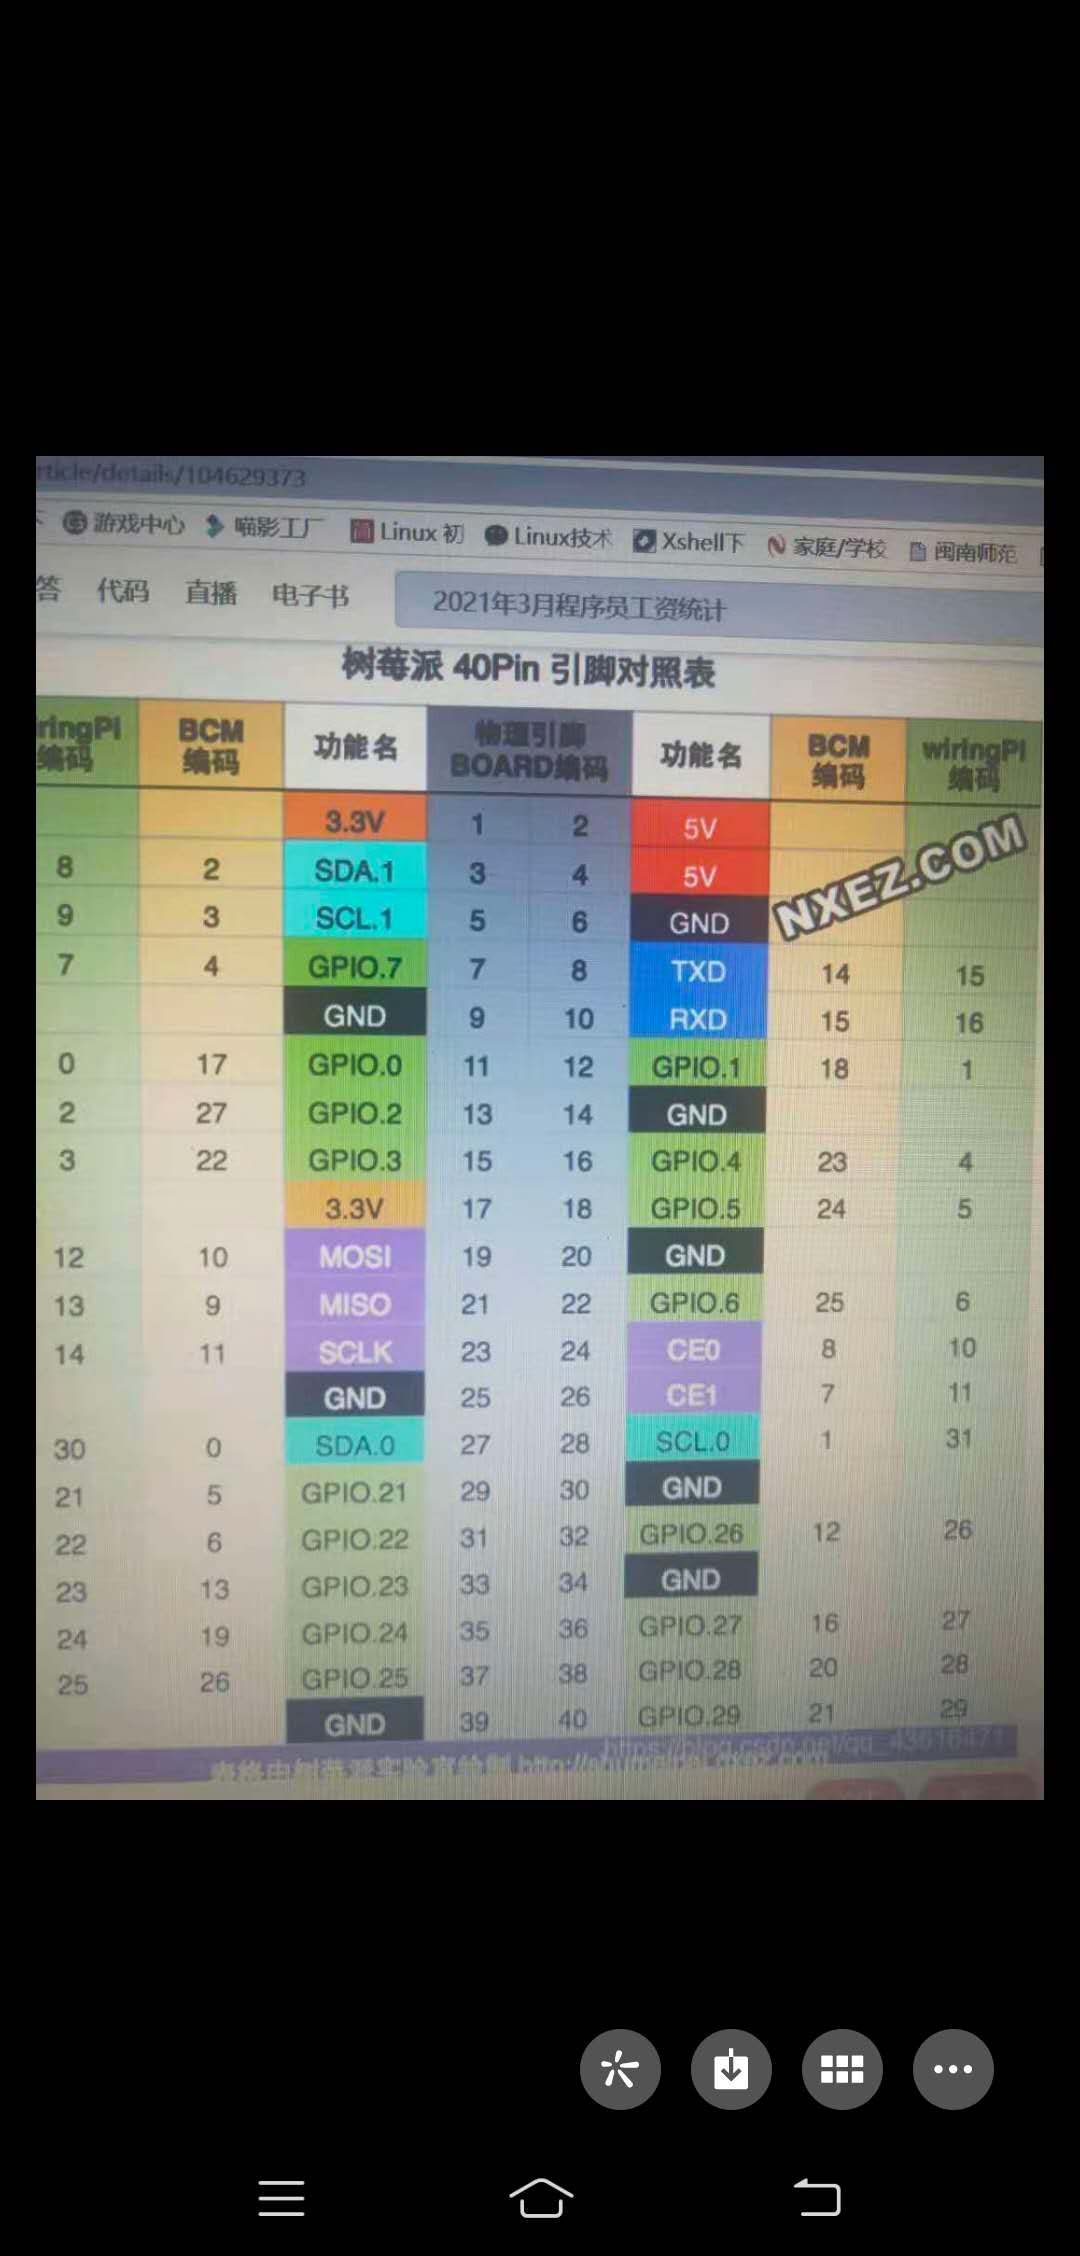 rticle/details/104629373
游戏中心 喵影工厂 Linux 初 Linux技术 Xshell下 家庭/学校 闽南师范
答 代码 直播 电子书 2021年3月程序员工资统计
树莓派 40Pin 引脚对照表
ringPI 编码 BCM 编码 功能名 物理引脚 BOARD编码 功能名 BCM 编码 wiringPI 编码
3.3V 1 2 5V
8 2 SDA.1 3 4 5V
NXEZ.COM
9 3 SCL.1 5 6 GND
7 4 GPIO.7 7 8 TXD 14 15
GND 9 10 RXD 15 16
0 17 GPIO.0 11 12 GPIO.1 18 1
2 27 GPIO.2 13 14 GND
3 22 GPIO.3 15 16 GPIO.4 23 4
3.3V 17 18 GPIO.5 24 5
12 10 MOSI 19 20 GND
13 9 MISO 21 22 GPIO.6 25 6
14 11 SCLK 23 24 CE0 8 10
GND 25 26 CE1 7 11
30 0 SDA.0 27 28 SCL.0 1 31
21 5 GPIO.21 29 30 GND
22 6 GPIO.22 31 32 GPIO.26 12 26
23 13 GPIO.23 33 34 GND
24 19 GPIO.24 35 36 GPIO.27 16 27
25 26 GPIO.25 37 38 GPIO.28 20 28
GND 39 40 GPIO.29 21 29
https://blog.csdn.net/qq_43616471
表格由树莓派实验室绘制 http://shumeipai.nxez.com